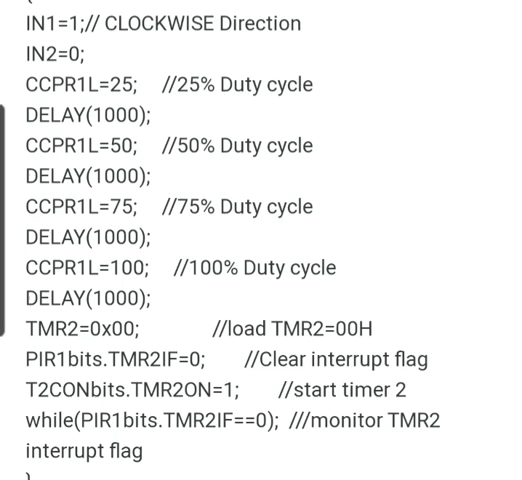 IN1=1;// CLOCKWISE Direction
IN2=0;
CCPR1L=25; //25% Duty cycle
DELAY(1000);
CCPR1L=50; //50% Duty cycle
DELAY(1000);
CCPR1L=75; //75% Duty cycle
DELAY(1000);
CCPR1L=100; //100% Duty cycle
DELAY(1000);
TMR2=0x00; //load TMR2=00H
PIR1bits.TMR2IF=0; //Clear interrupt flag
T2CONbits.TMR2ON=1; //start timer 2
while(PIR1bits.TMR2IF==0); ///monitor TMR2
interrupt flag